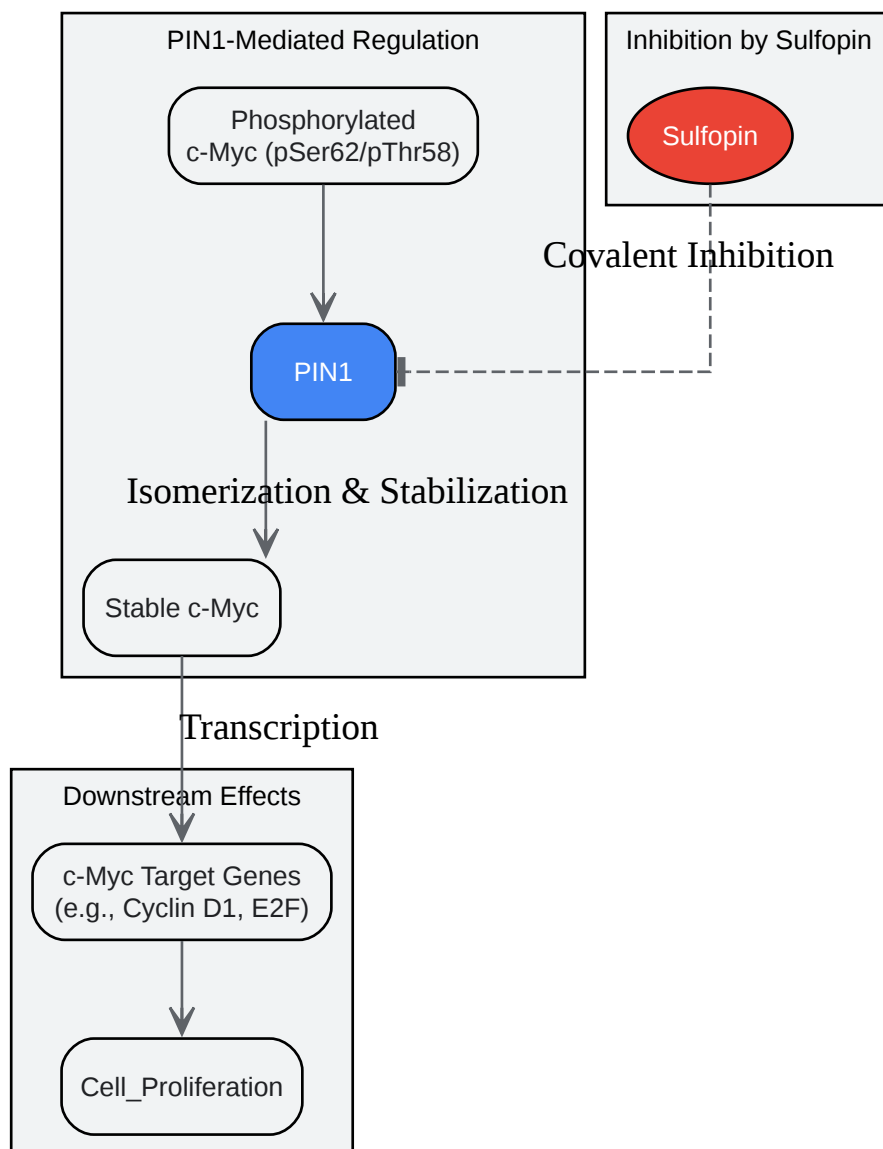 PIN1-Mediated Regulation
Inhibition by Sulfopin
Phosphorylated
c-Myc (pSer62/pThr58)
Sulfopin
Covalent Inhibition
PIN1
Isomerization & Stabilization
Stable c-Myc
Transcription
Downstream Effects
c-Myc Target Genes
(e.g., Cyclin D1, E2F)
Cell_Proliferation